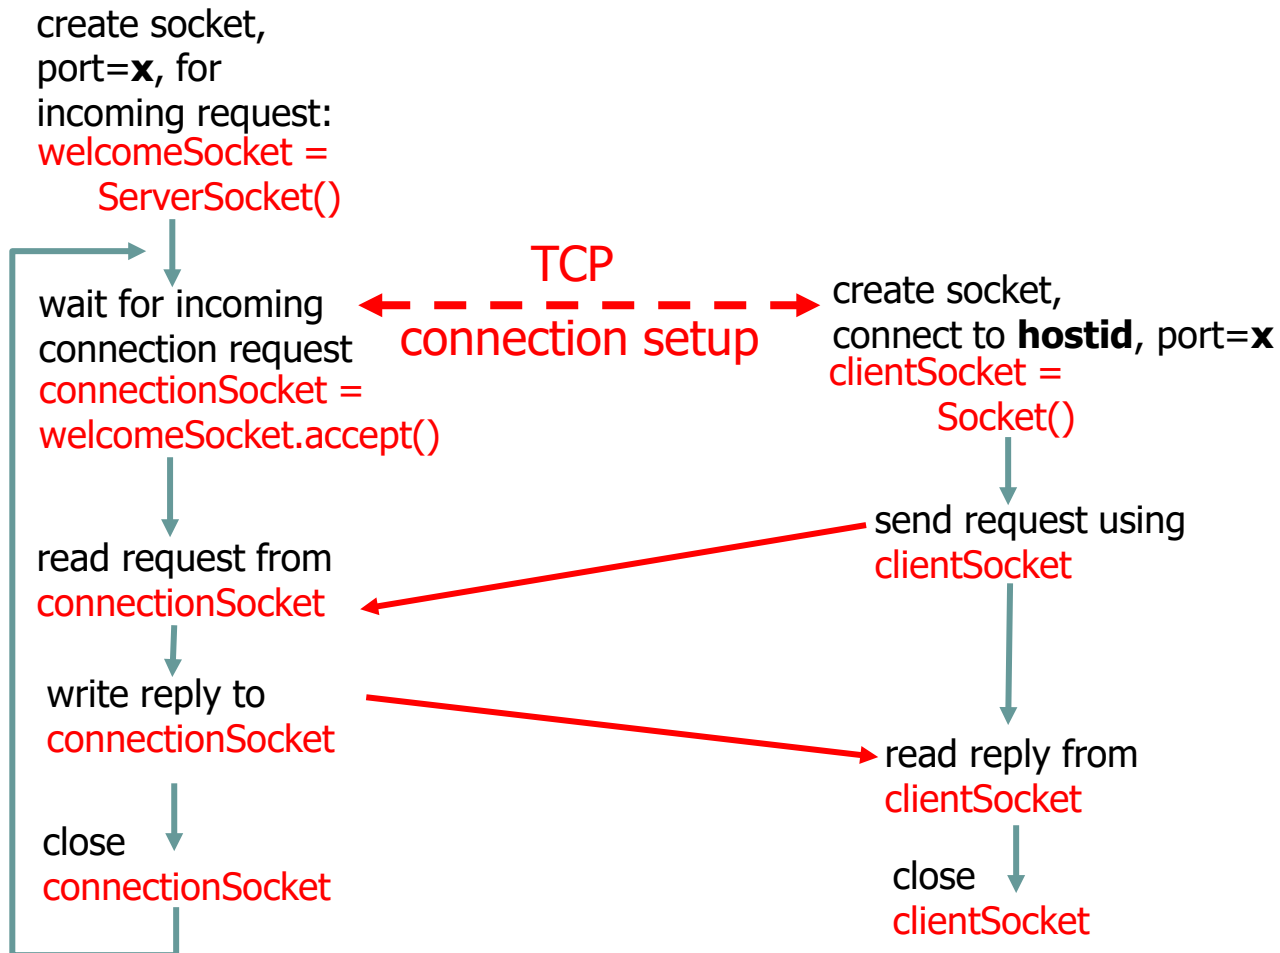 create socket,
port=x, for
incoming request:
welcomeSocket =
ServerSocket()
wait for incoming
connection request
connectionSocket =
welcomeSocket.accept()
TCP
connection setup
create socket,
connect to hostid, port=x
clientSocket =
Socket()
read request from
connectionSocket
send request using
clientSocket
write reply to
connectionSocket
read reply from
clientSocket
close
connectionSocket
close
clientSocket